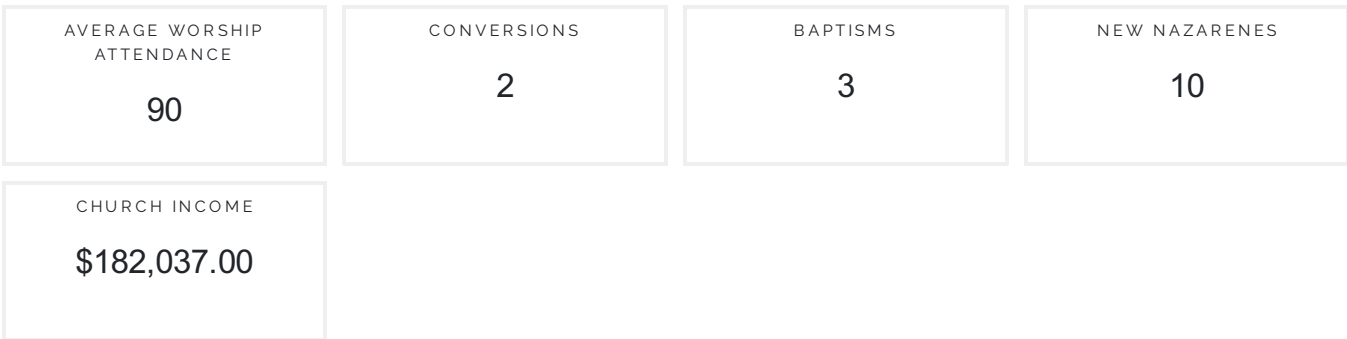 AVERAGE WORSHIP
ATTENDANCE
90
CONVERSIONS
2
BAPTISMS
3
NEW NAZARENES
10
CHURCH INCOME
$182,037.00